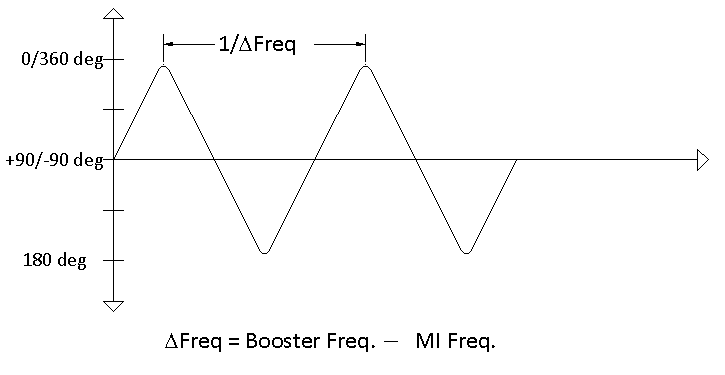 1/ΔFreq
0/360 deg
+90/-90 deg
180 deg
ΔFreq = Booster Freq. − MI Freq.